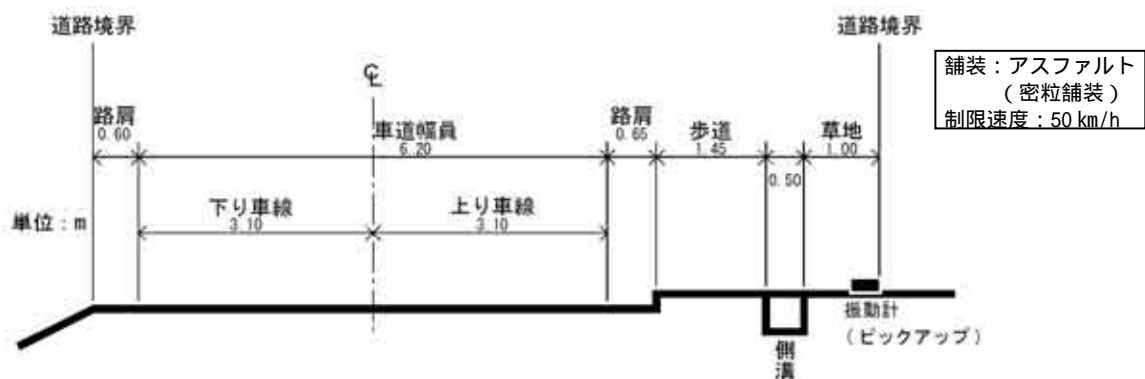 道路境界
道路境界
舗装：アスファルト
（密粒舗装）
制限速度：50 km/h
℄
路肩
0.60
車道幅員
6.20
路肩
0.65
歩道
1.45
0.50
草地
1.00
単位：m
下り車線
3.10
上り車線
3.10
振動計
（ピックアップ）
側溝